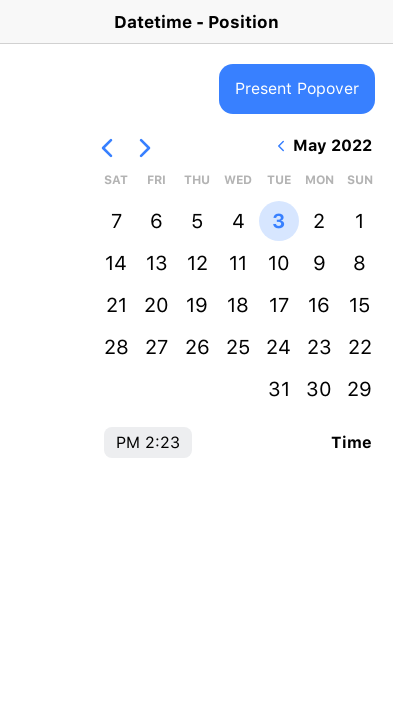 Datetime - Position
Present Popover
May 2022
SAT FRI THU WED TUE MON SUN
7 6 5 4 3 2 1
14 13 12 11 10 9 8
21 20 19 18 17 16 15
28 27 26 25 24 23 22
31 30 29
PM 2:23 Time